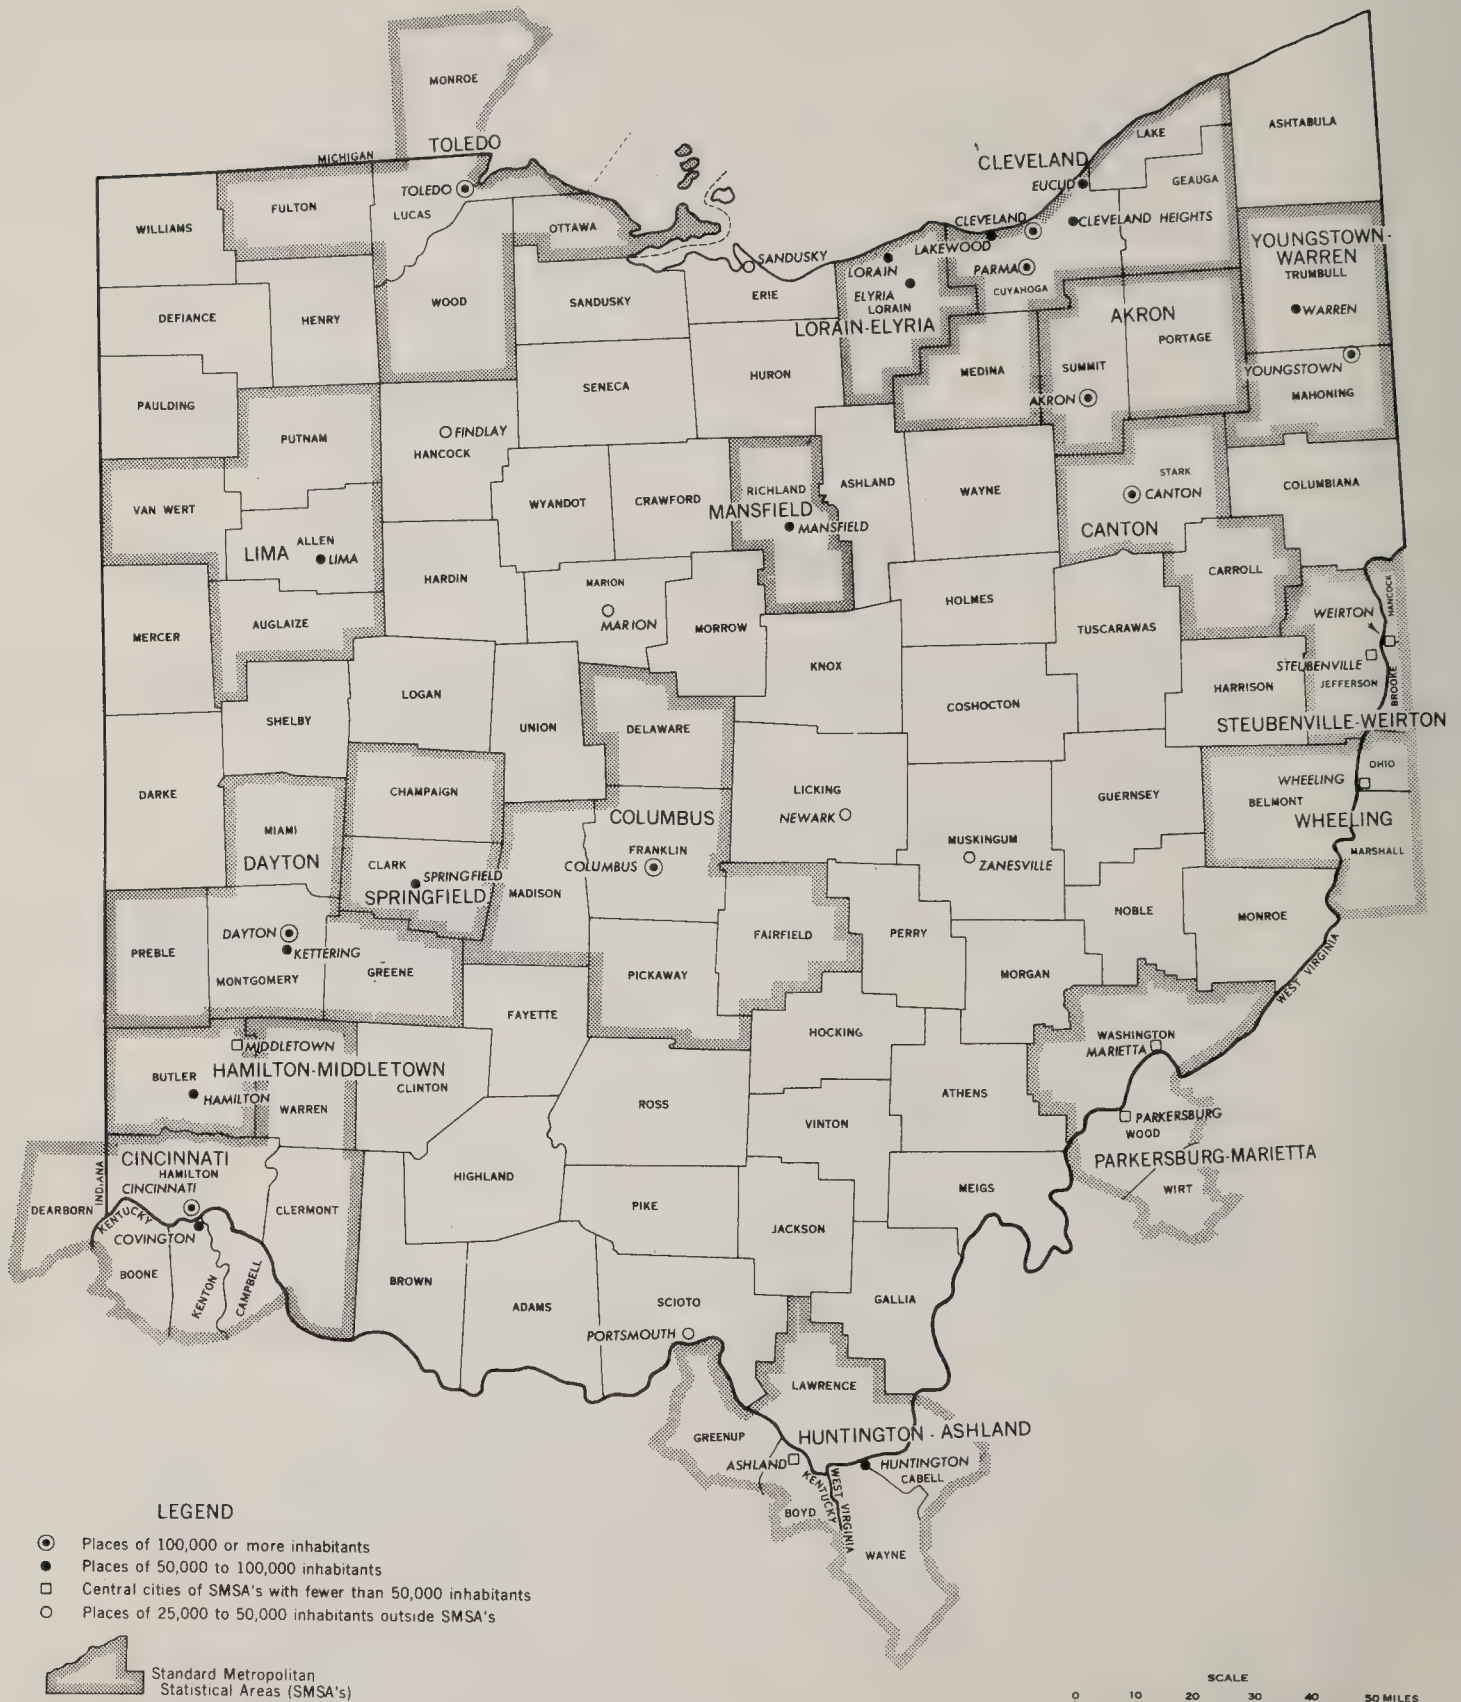 MONROE
TOLEDO
MICHIGAN
TOLEDO
LUCAS
FULTON
WILLIAMS
OTTAWA
WOOD
DEFIANCE
HENRY
SANDUSKY
SANDUSKY
ERIE
CLEVELAND
LAKE
ASHTABULA
EUCLID
GEAUGA
CLEVELAND
CLEVELAND HEIGHTS
LAKEWOOD
LORAIN
PARMA
CUYAHOGA
ELYRIA
LORAIN
LORAIN-ELYRIA
YOUNGSTOWN-
WARREN
TRUMBULL
WARREN
AKRON
PORTAGE
SUMMIT
AKRON
MEDINA
YOUNGSTOWN
MAHONING
PAULDING
PUTNAM
SENECA
HURON
FINDLAY
HANCOCK
VAN WERT
LIMA
ALLEN
LIMA
WYANDOT
CRAWFORD
RICHLAND
MANSFIELD
MANSFIELD
ASHLAND
WAYNE
STARK
CANTON
CANTON
COLUMBIANA
CARROLL
HARDIN
MARION
MARION
MORROW
HOLMES
TUSCARAWAS
WEIRTON
HANCOCK
STEUBENVILLE
JEFFERSON
BROOKE
STEUBENVILLE-WEIRTON
MERCER
AUGLAIZE
KNOX
COSHOCTON
HARRISON
LOGAN
SHELBY
UNION
DELAWARE
DARKE
CHAMPAIGN
LICKING
NEWARK
GUERNSEY
WHEELING
OHIO
BELMONT
WHEELING
MARSHALL
MIAMI
DAYTON
CLARK
SPRINGFIELD
SPRINGFIELD
MADISON
COLUMBUS
FRANKLIN
COLUMBUS
MUSKINGUM
ZANESVILLE
NOBLE
MONROE
WEST VIRGINIA
PREBLE
DAYTON
KETTERING
MONTGOMERY
GREENE
PICKAWAY
FAIRFIELD
PERRY
MORGAN
FAYETTE
HOCKING
WASHINGTON
MARIETTA
MIDDLETOWN
HAMILTON-MIDDLETOWN
BUTLER
HAMILTON
WARREN
CLINTON
ROSS
VINTON
ATHENS
PARKERSBURG
WOOD
PARKERSBURG-MARIETTA
WIRT
INDIANA
DEARBORN
CINCINNATI
HAMILTON
CINCINNATI
KENTUCKY
COVINGTON
CLERMONT
BOONE
KENTON
CAMPBELL
HIGHLAND
PIKE
JACKSON
MEIGS
BROWN
ADAMS
SCIOTO
PORTSMOUTH
GALLIA
LAWRENCE
GREENUP
HUNTINGTON - ASHLAND
ASHLAND
HUNTINGTON
CABELL
KENTUCKY
WEST VIRGINIA
BOYD
WAYNE
LEGEND
Places of 100,000 or more inhabitants
Places of 50,000 to 100,000 inhabitants
Central cities of SMSA's with fewer than 50,000 inhabitants
Places of 25,000 to 50,000 inhabitants outside SMSA's
Standard Metropolitan
Statistical Areas (SMSA's)
SCALE
0 10 20 30 40 50 MILES